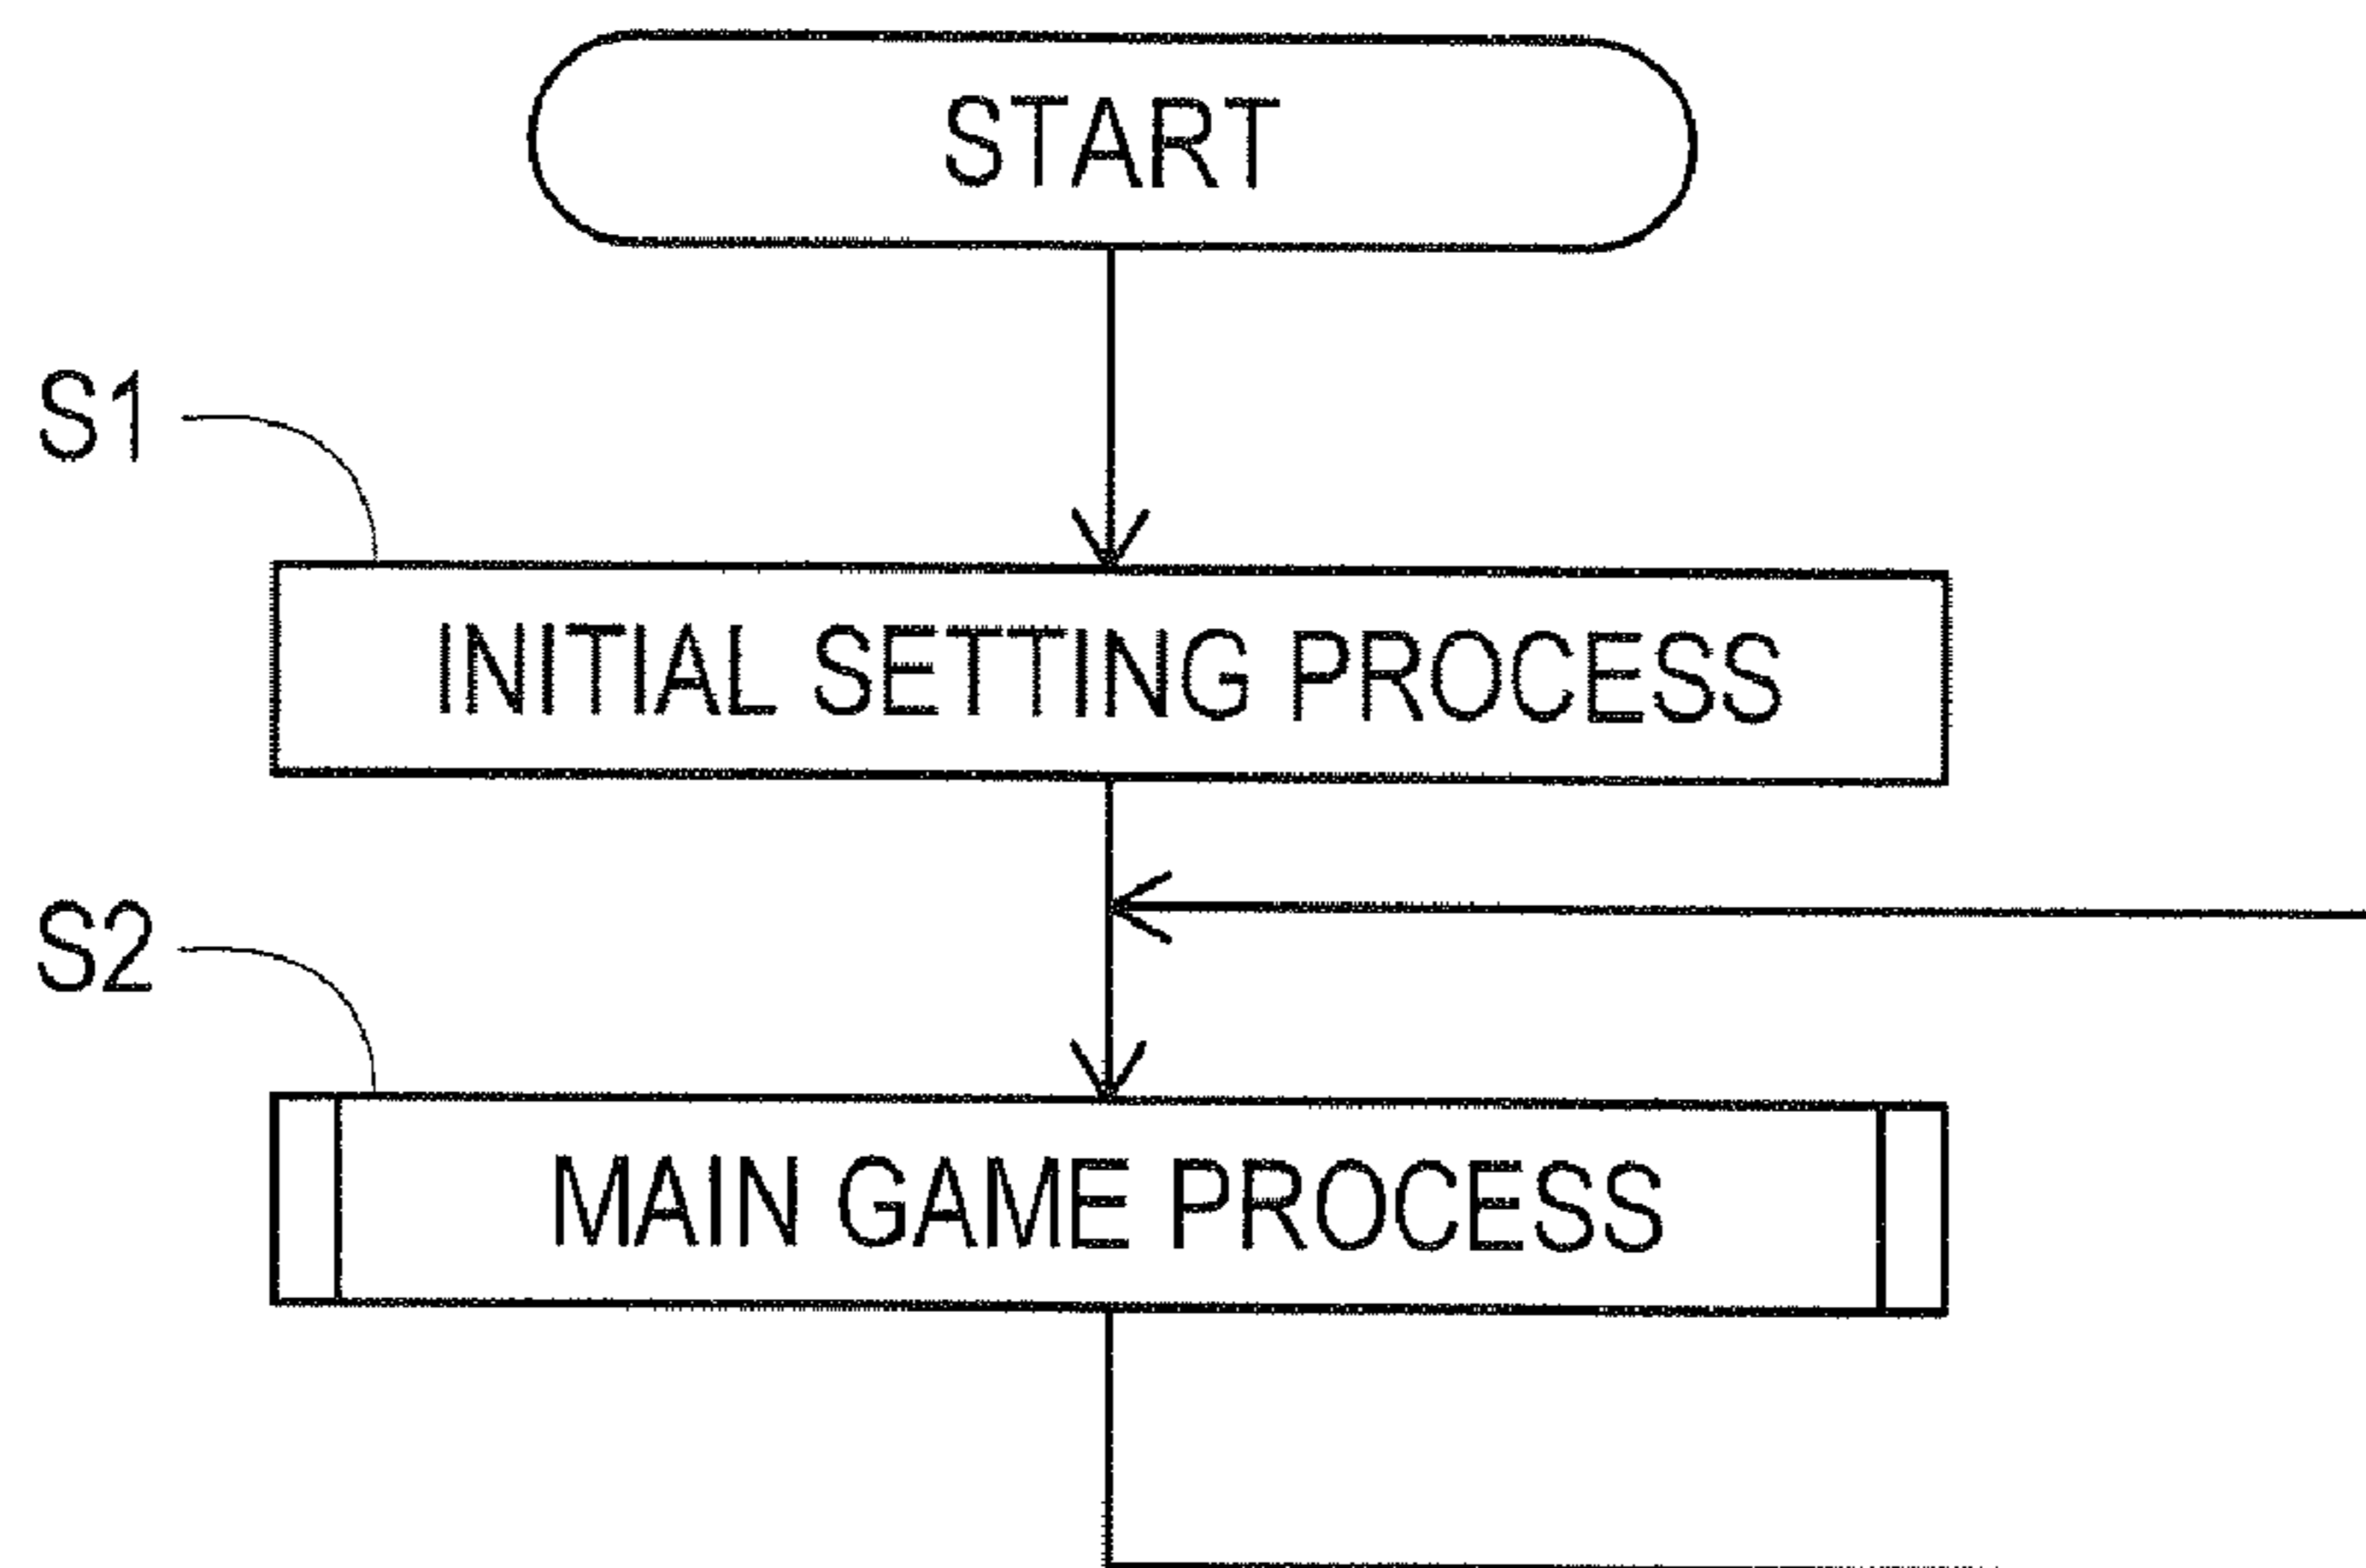 START
S1
INITIAL SETTING PROCESS
S2
MAIN GAME PROCESS